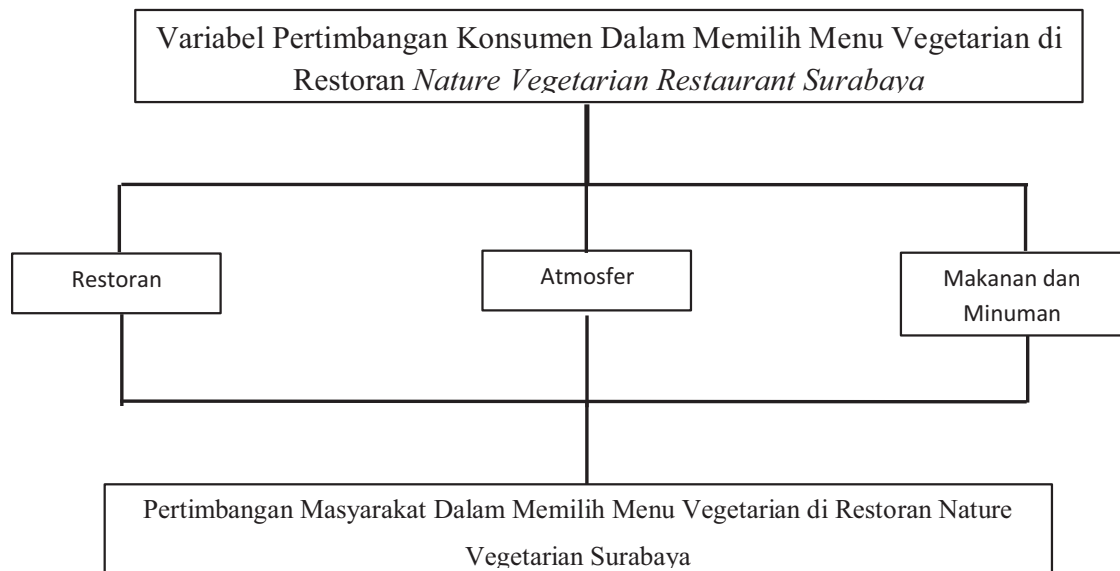 Variabel Pertimbangan Konsumen Dalam Memilih Menu Vegetarian di
Restoran Nature Vegetarian Restaurant Surabaya
Restoran
Atmosfer
Makanan dan
Minuman
Pertimbangan Masyarakat Dalam Memilih Menu Vegetarian di Restoran Nature
Vegetarian Surabaya